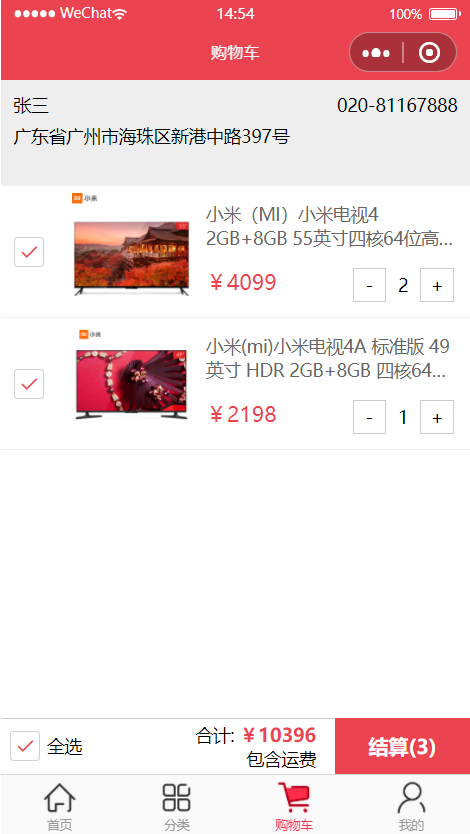 WeChat 14:54 100%
购物车
张三 020-81167888
广东省广州市海珠区新港中路397号
小米
小米（MI）小米电视4
2GB+8GB 55英寸四核64位高...
￥4099 - 2 +
小米
小米(mi)小米电视4A 标准版 49
英寸 HDR 2GB+8GB 四核64...
￥2198 - 1 +
全选 合计: ￥10396 结算(3)
包含运费
首页 分类 购物车 我的